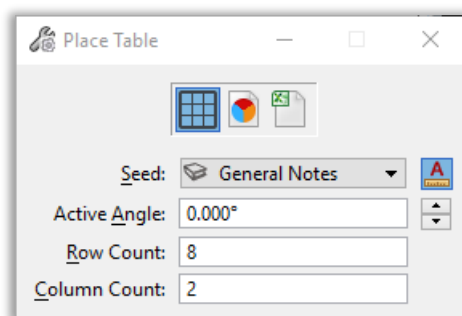 Place Table
Seed: General Notes
Active Angle: 0.000°
Row Count: 8
Column Count: 2